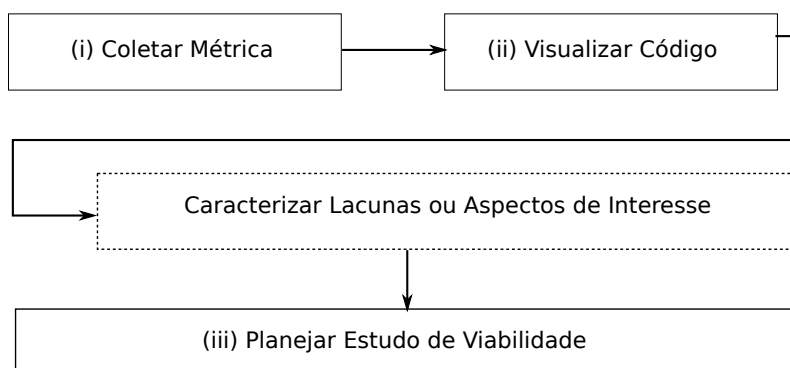 (i) Coletar Métrica
(ii) Visualizar Código
Caracterizar Lacunas ou Aspectos de Interesse
(iii) Planejar Estudo de Viabilidade